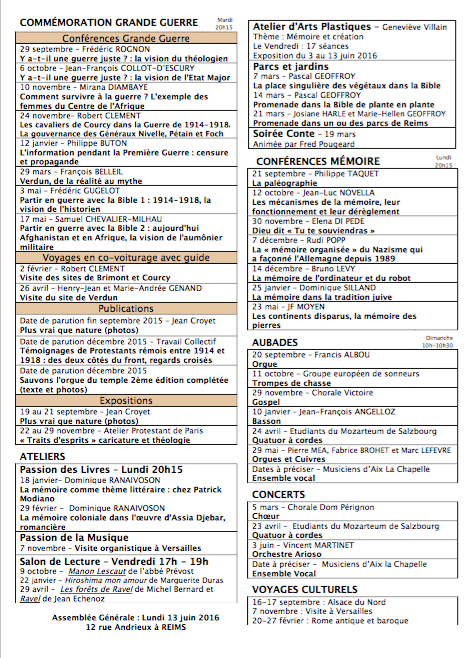 COMMÉMORATION GRANDE GUERRE
Mardi
20h15
Conférences Grande Guerre
29 septembre - Frédéric ROGNON
Y a-t-il une guerre juste ? : la vision du théologien
6 octobre - Jean-François COLLOT-D'ESCURY
Y a-t-il une guerre juste ? : la vision de l'Etat Major
10 novembre - Mirana DIAMBAYE
Comment survivre à la guerre ? L'exemple des
femmes du Centre de l'Afrique
24 novembre- Robert CLEMENT
Les cavaliers de Courcy dans la Guerre de 1914-1918.
La gouvernance des Généraux Nivelle, Pétain et Foch
12 janvier - Philippe BUTON
L'information pendant la Première Guerre : censure
et propagande
29 mars - François BELLEIL
Verdun, de la réalité au mythe
3 mai - Frédéric GUGELOT
Partir en guerre avec la Bible 1 : 1914-1918, la
vision de l'historien
17 mai - Samuel CHEVALIER-MILHAU
Partir en guerre avec la Bible 2 : aujourd'hui
Afghanistan et en Afrique, la vision de l'aumônier
militaire
Voyages en co-voiturage avec guide
2 février - Robert CLEMENT
Visite des sites de Brimont et Courcy
26 avril - Henry-Jean et Marie-Andrée GENAND
Visite du site de Verdun
Publications
Date de parution fin septembre 2015 - Jean Croyet
Plus vrai que nature (photos)
Date de parution décembre 2015 - Travail Collectif
Témoignages de Protestants rémois entre 1914 et
1918 : des deux côtés du front, regards croisés
Date de parution décembre 2015
Sauvons l'orgue du temple 2ème édition complétée
(texte et photos)
Expositions
19 au 21 septembre - Jean Croyet
Plus vrai que nature (photos)
22 au 29 novembre - Atelier Protestant de Paris
« Traits d'esprits » caricature et théologie
ATELIERS
Passion des Livres - Lundi 20h15
18 janvier- Dominique RANAIVOSON
La mémoire comme thème littéraire : chez Patrick
Modiano
29 février - Dominique RANAIVOSON
La mémoire coloniale dans l'œuvre d'Assia Djebar,
romancière
Passion de la Musique
7 novembre - Visite organistique à Versailles
Salon de Lecture - Vendredi 17h - 19h
9 octobre - Manon Lescaut de l'abbé Prévost
22 janvier - Hiroshima mon amour de Marguerite Duras
29 avril - Les forêts de Ravel de Michel Bernard et
Ravel de Jean Echenoz
Assemblée Générale : Lundi 13 juin 2016
12 rue Andrieux à REIMS
Atelier d'Arts Plastiques - Geneviève Villain
Thème : Mémoire et création
Le Vendredi : 17 séances
Exposition du 3 au 13 juin 2016
Parcs et jardins
7 mars - Pascal GEOFFROY
La place singulière des végétaux dans la Bible
14 mars - Pascal GEOFFROY
Promenade dans la Bible de plante en plante
21 mars - Josiane HARLE et Marie-Hellen GEOFFROY
Promenade dans un ou des parcs de Reims
Soirée Conte - 19 mars
Animée par Fred Pougeard
CONFÉRENCES MÉMOIRE
Lundi
20h15
21 septembre - Philippe TAQUET
La paléographie
12 octobre - Jean-Luc NOVELLA
Les mécanismes de la mémoire, leur
fonctionnement et leur dérèglement
30 novembre - Elena DI PEDE
Dieu dit « Tu te souviendras »
7 décembre - Rudi POPP
La « mémoire organisée » du Nazisme qui
a façonné l'Allemagne depuis 1989
14 décembre - Bruno LEVY
La mémoire de l'ordinateur et du robot
25 janvier - Dominique SILLAND
La mémoire dans la tradition juive
23 mai - JF MOYEN
Les continents disparus, la mémoire des
pierres
AUBADES
Dimanche
10h-10h30
20 septembre - Francis ALBOU
Orgue
11 octobre - Groupe européen de sonneurs
Trompes de chasse
29 novembre - Chorale Victoire
Gospel
10 janvier - Jean-François ANGELLOZ
Basson
24 avril - Etudiants du Mozarteum de Salzbourg
Quatuor à cordes
29 mai - Pierre MEA, Fabrice BROHET et Marc LEFEVRE
Orgues et Cuivres
Dates à préciser - Musiciens d'Aix La Chapelle
Ensemble vocal
CONCERTS
5 mars - Chorale Dom Pérignon
Chœur
23 avril - Etudiants du Mozarteum de Salzbourg
Quatuor à cordes
3 juin - Vincent MARTINET
Orchestre Arioso
Date à préciser - Musiciens d'Aix la Chapelle
Ensemble Vocal
VOYAGES CULTURELS
16-17 septembre : Alsace du Nord
7 novembre : Visite à Versailles
20-27 février : Rome antique et baroque